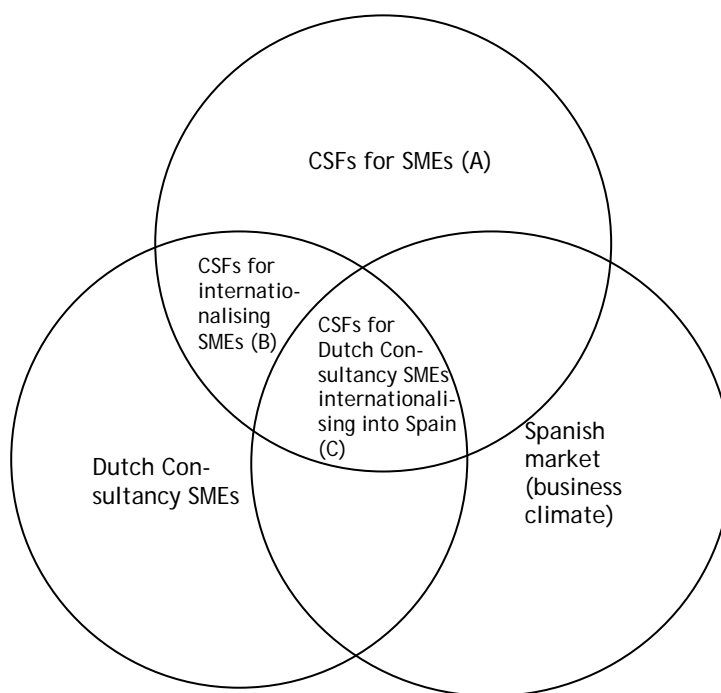 CSFs for SMEs (A)
CSFs for
internatio-
nalising
SMEs (B)
CSFs for
Dutch Con-
sultancy SMEs
internationali-
sing into Spain
(C)
Dutch Con-
sultancy SMEs
Spanish
market
(business
climate)